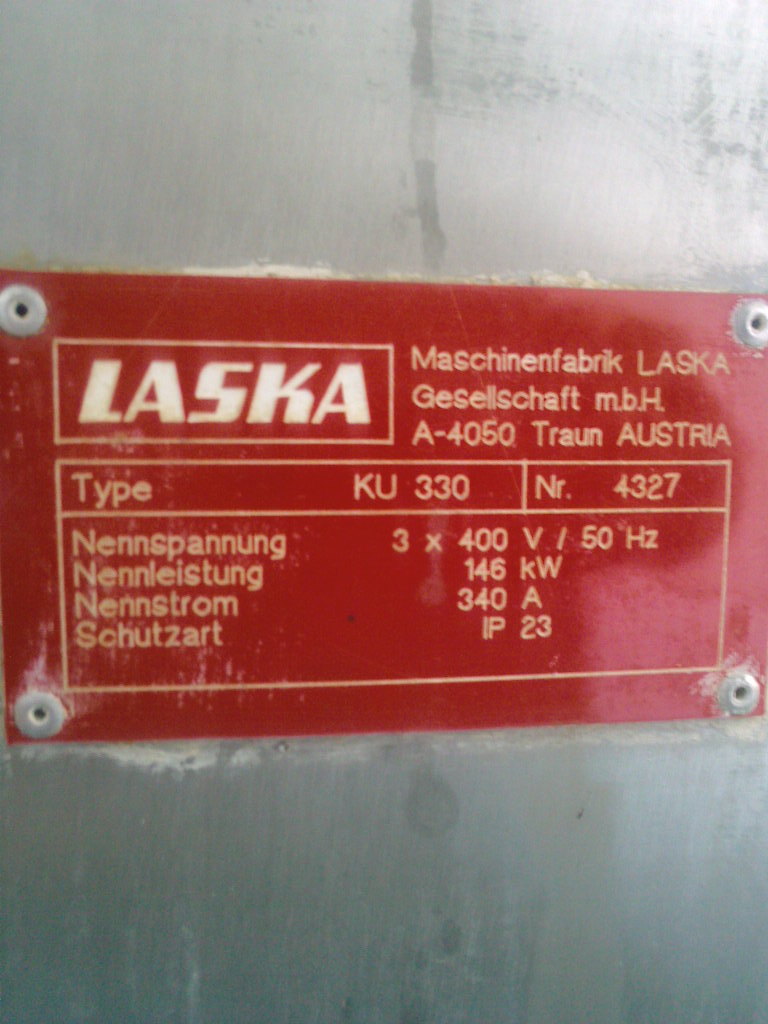 LASKA
Maschinenfabrik LASKA
Gesellschaft m.b.H.
A-4050 Traun AUSTRIA
Type KU 330 Nr. 4327
Nennspannung 3 x 400 V / 50 Hz
Nennleistung 146 kW
Nennstrom 340 A
Schutzart IP 23